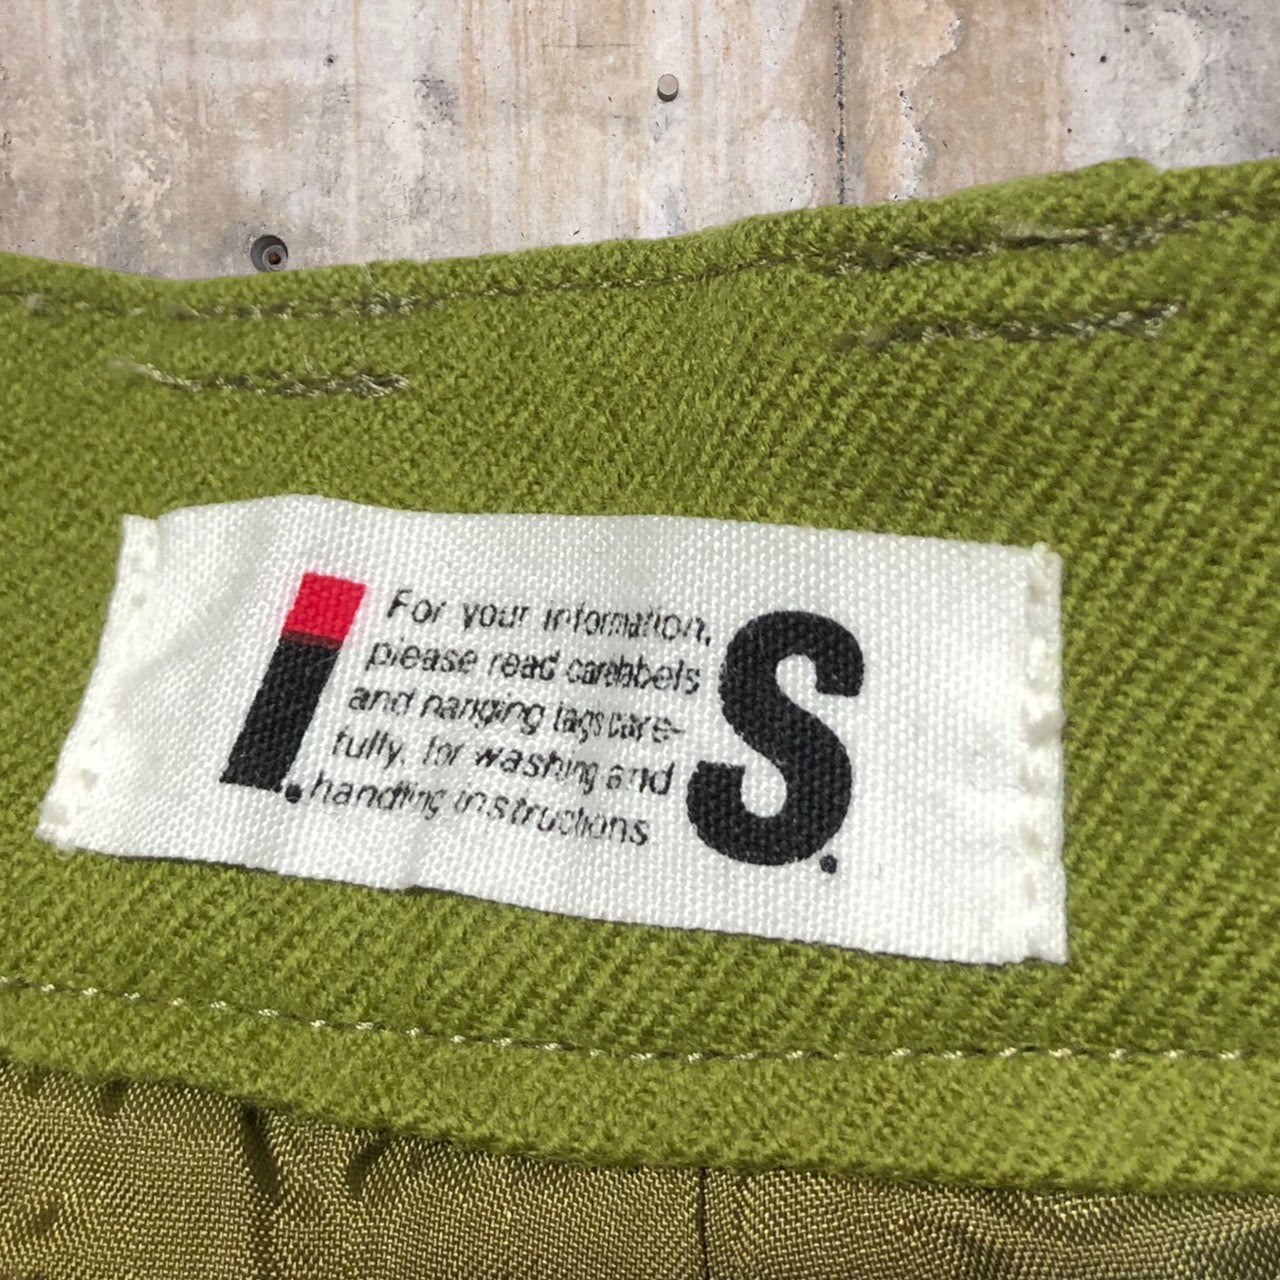 I. S.
For your information,
please read carelabels
and hanging tags care-
fully, for washing and
handling instructions